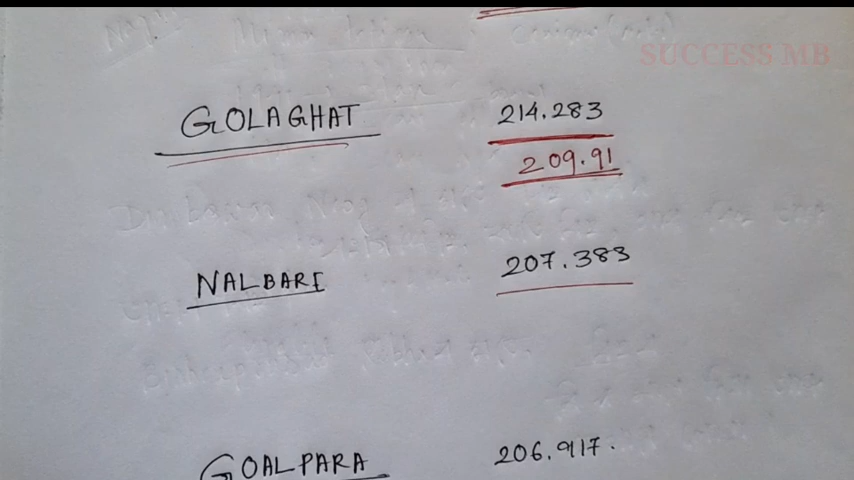 SUCCESS MB
GOLAGHAT 214.283
209.91
NALBARI 207.383
GOALPARA 206.917.